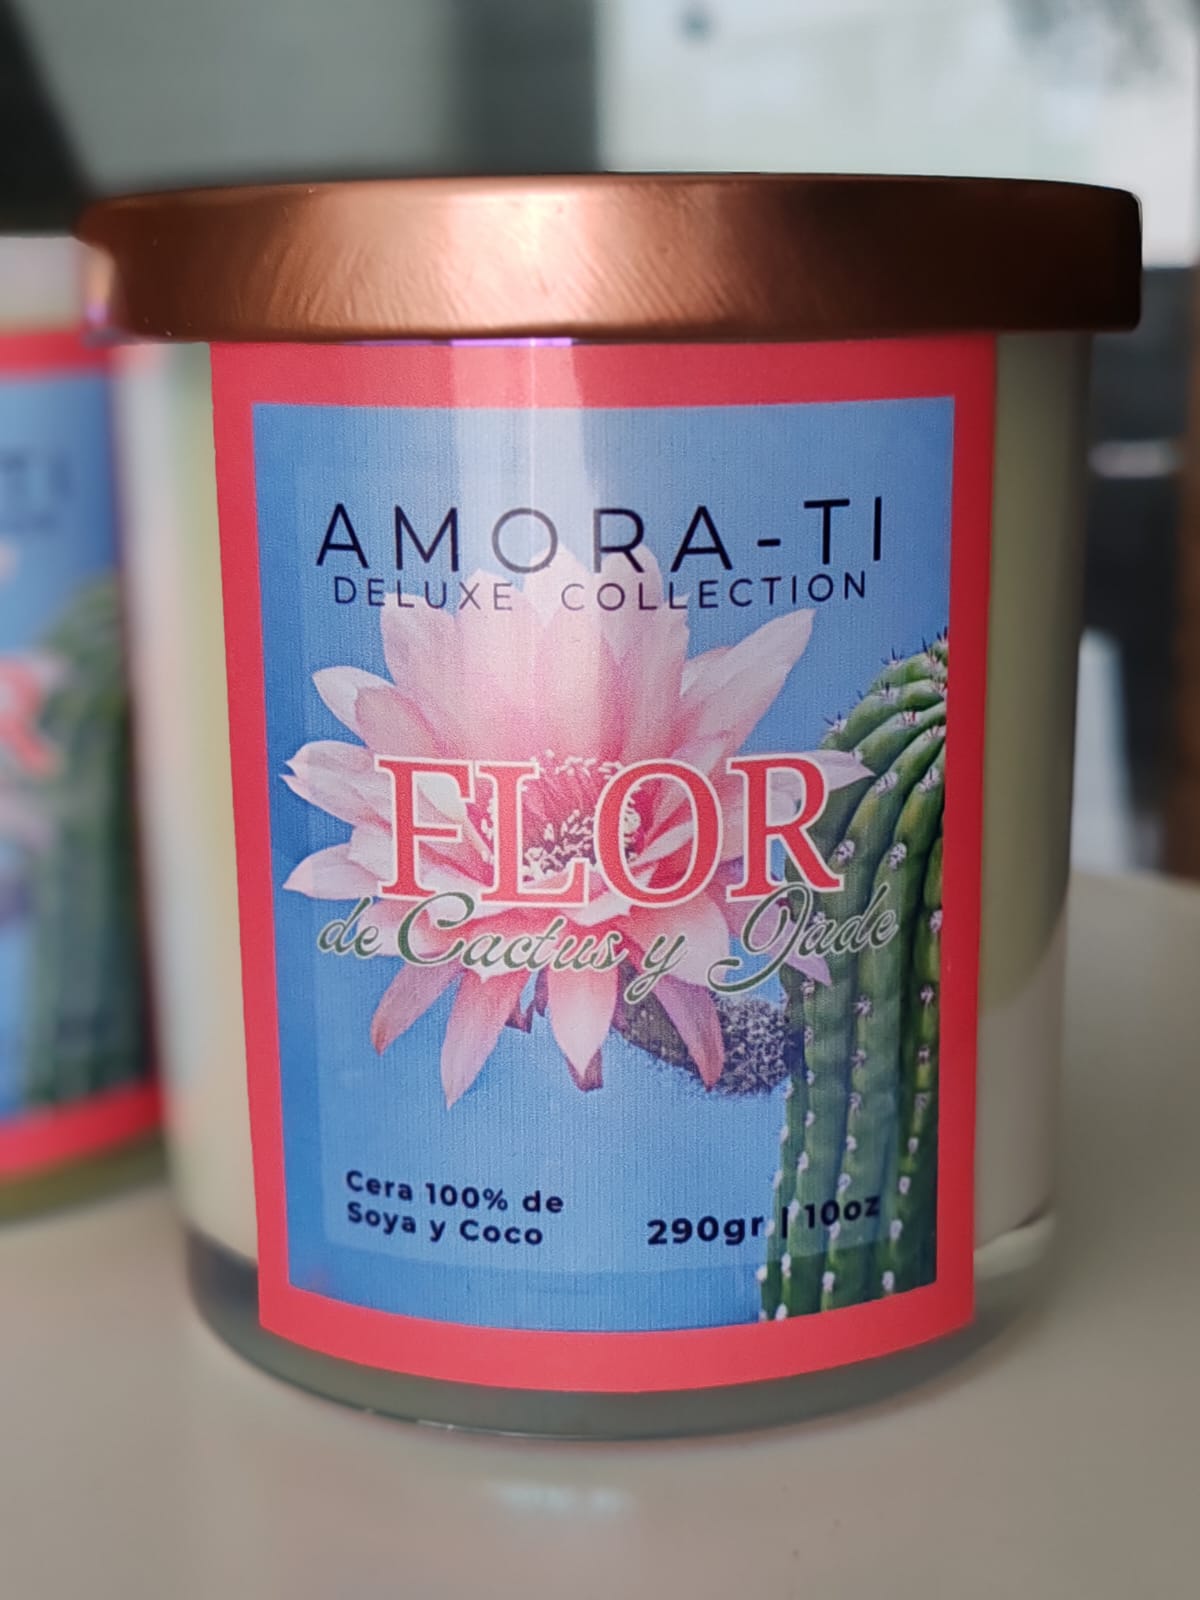 AMORA-TI
DELUXE COLLECTION
FLOR
de Cactus y Jade
Cera 100% de
Soya y Coco
290gr | 10oz